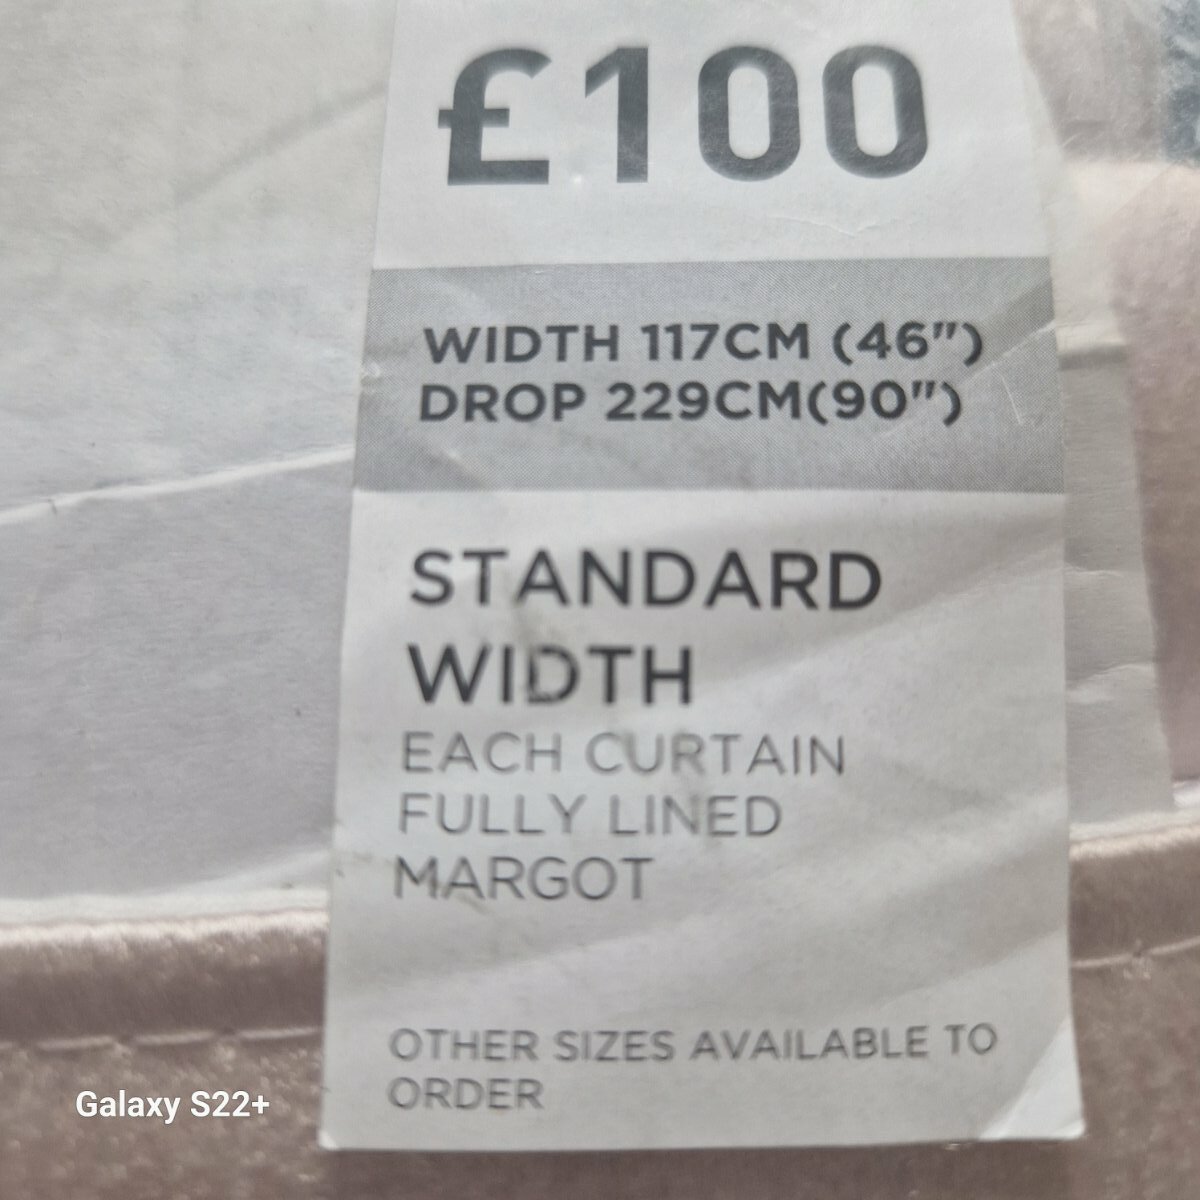 £100
WIDTH 117CM (46")
DROP 229CM(90")
STANDARD
WIDTH
EACH CURTAIN
FULLY LINED
MARGOT
OTHER SIZES AVAILABLE TO
ORDER
Galaxy S22+